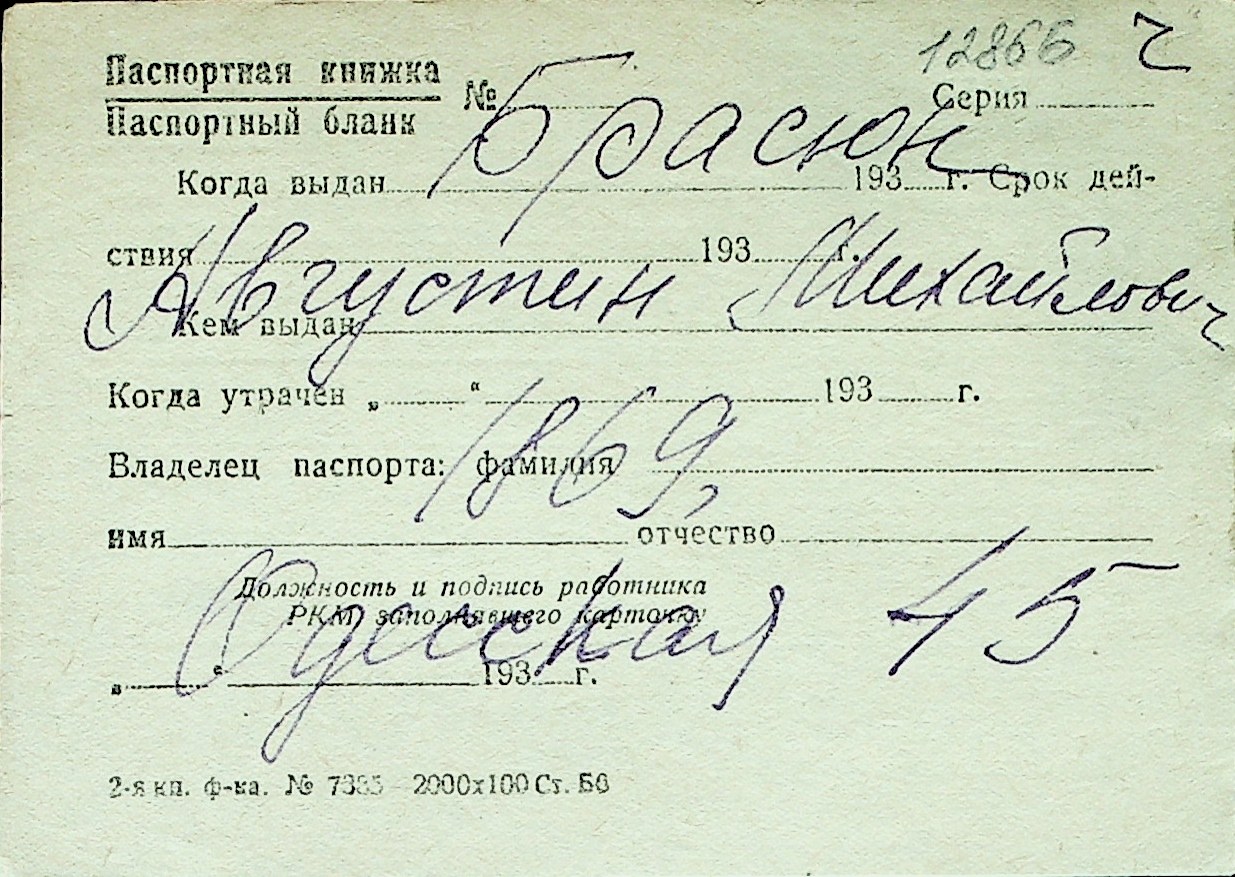 12866 ч
Паспортная книжка
Паспортный бланк
№ Серия
Брасюн
Когда выдан 193 г. Срок дей-
ствия 193 г.
Августин Михайлович
Кем выдан
Когда утрачен „ “ 193 г.
1869,
Владелец паспорта: фамилия
имя отчество
Должность и подпись работника
РКМ, заполнявшего карточку
Одесская 45
„ “ 193 г.
2-я кп. ф-ка. № 7335 2000х100 Ст. Б6